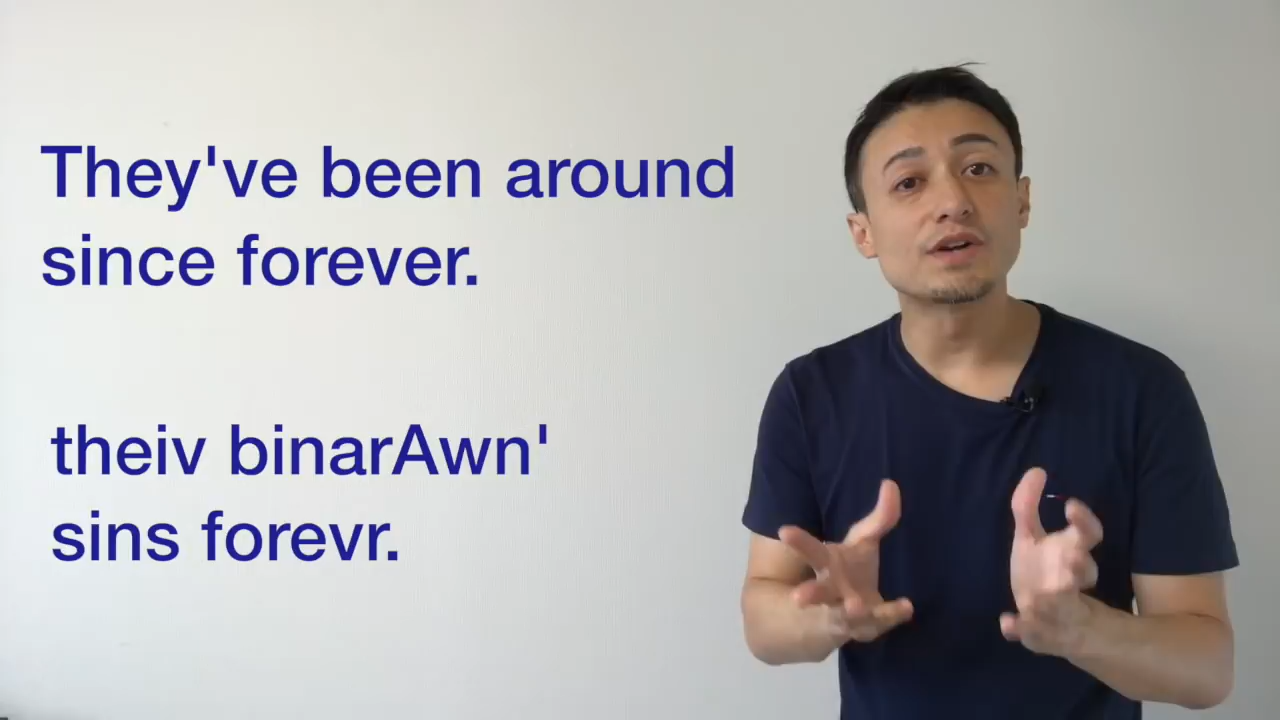 They've been around
since forever.
theiv binarAwn'
sins forevr.